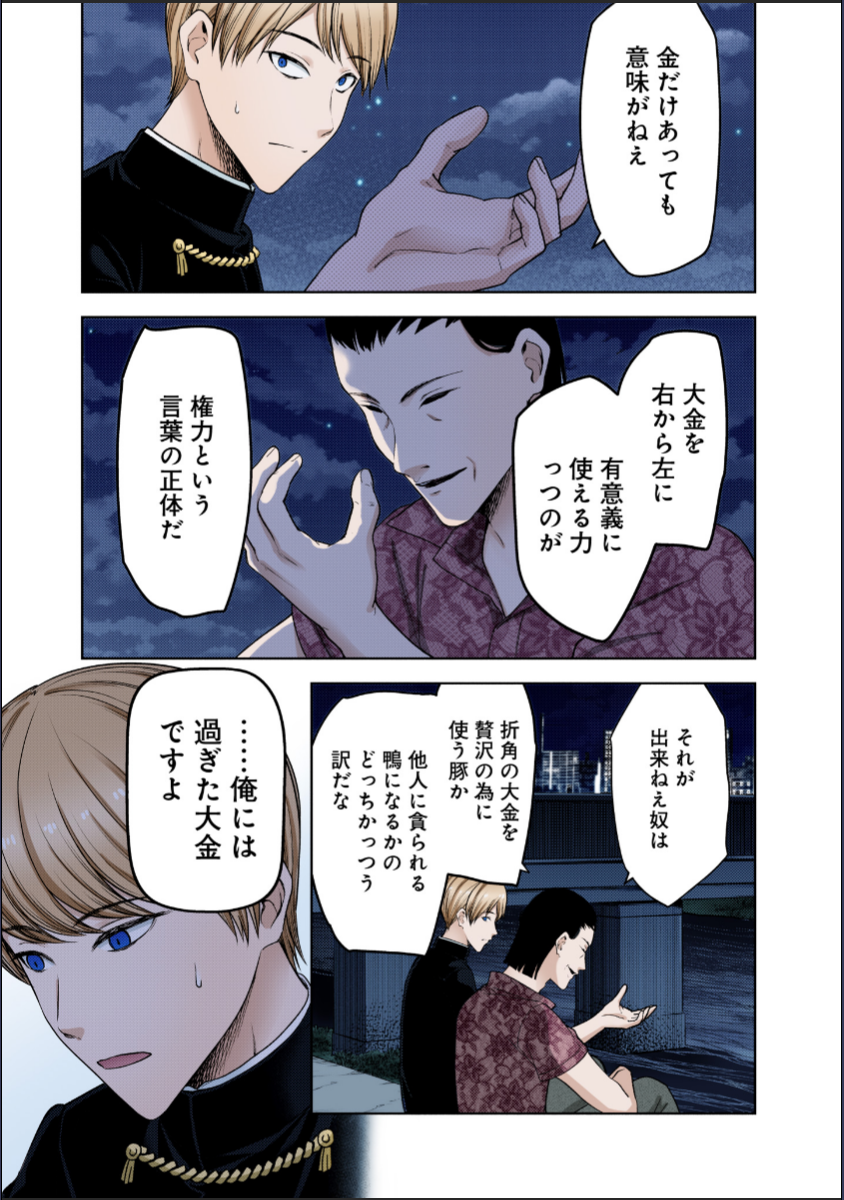 金だけあっても
意味がねえ
大金を
右から左に
有意義に
使える力
っつのが
権力という
言葉の正体だ
それが
出来ねえ奴は
折角の大金を
贅沢の為に
使う豚か
他人に貪られる
鴨になるかの
どっちかっつう
訳だな
……俺には
過ぎた大金
ですよ